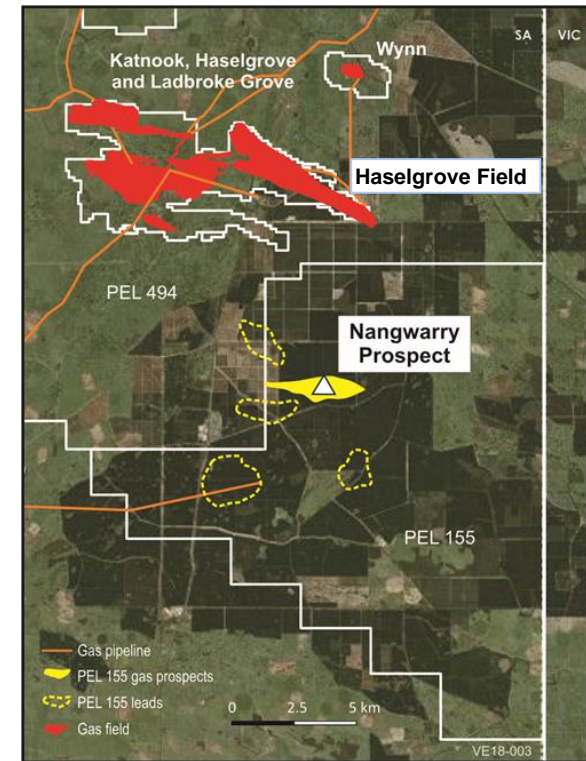 SA
VIC
Katnook, Haselgrove
and Ladbroke Grove
Wynn
Haselgrove Field
PEL 494
Nangwarry
Prospect
PEL 155
Gas pipeline
PEL 155 gas prospects
PEL 155 leads
Gas field
0 2.5 5 km
VE18-003